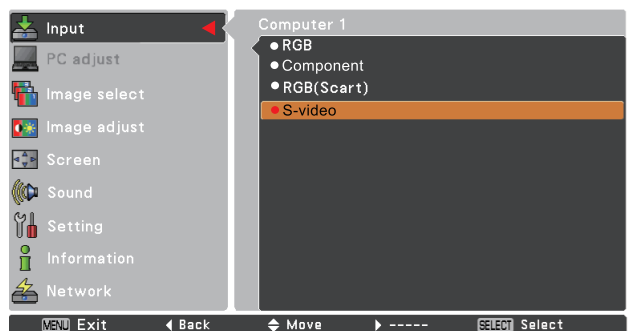 Input
PC adjust
Image select
Image adjust
Screen
Sound
Setting
Information
Network
Computer 1
RGB
Component
RGB(Scart)
S-video
MENU Exit Back Move ----- SELECT Select